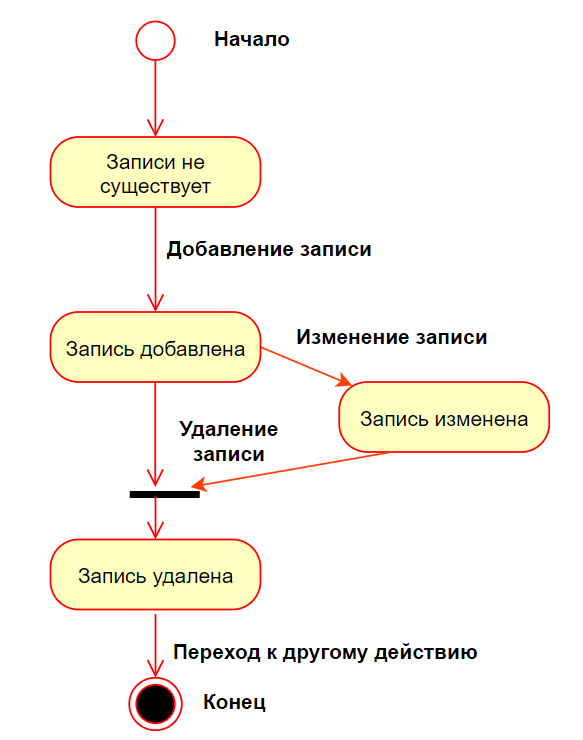 Начало
Записи не
существует
Добавление записи
Изменение записи
Запись добавлена
Запись изменена
Удаление
записи
Запись удалена
Переход к другому действию
Конец